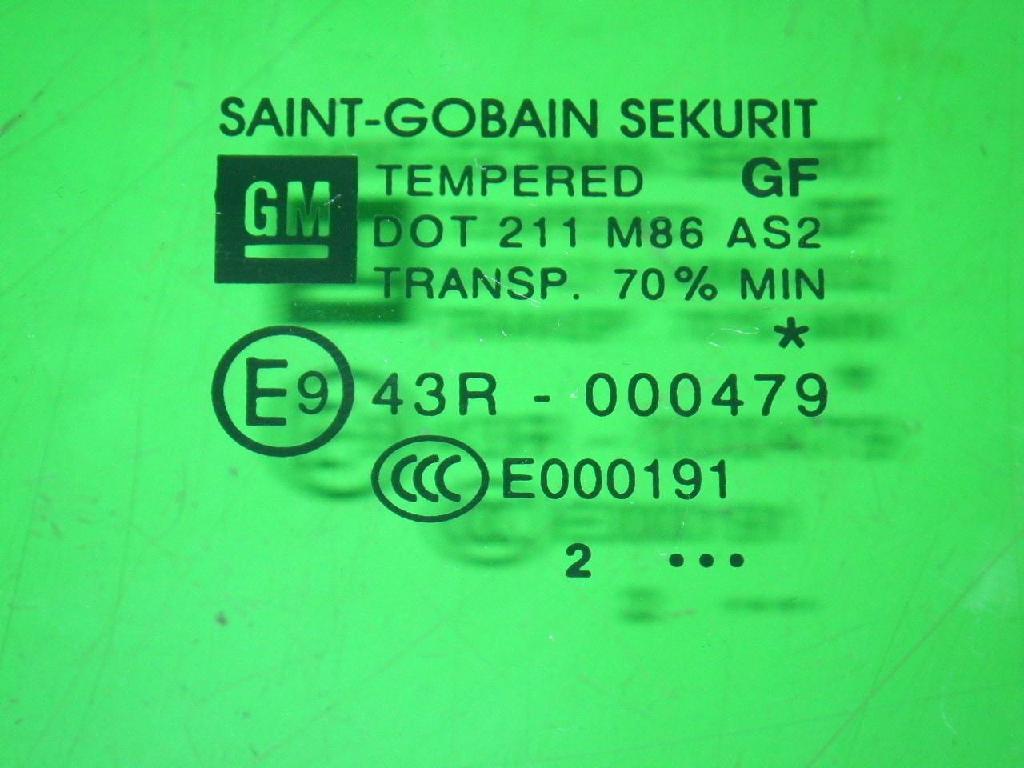 SAINT-GOBAIN SEKURIT
GM TEMPERED GF
DOT 211 M86 AS2
TRANSP. 70% MIN
*
E9 43R - 000479
CCC E000191
2 •••